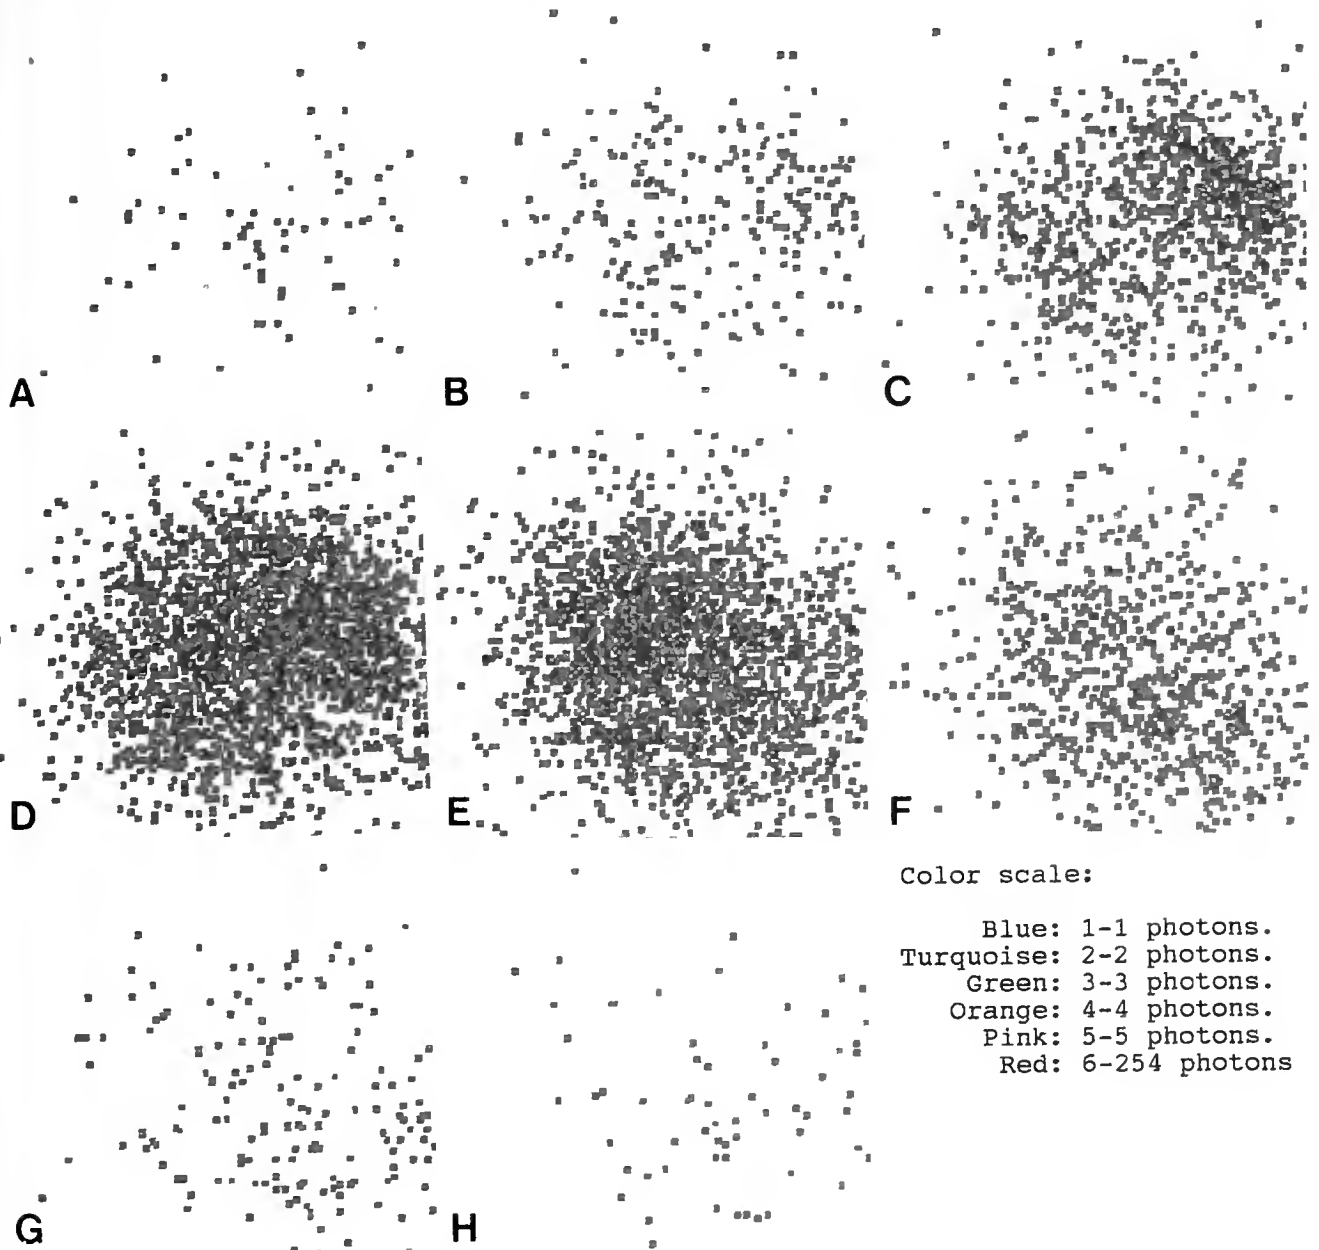 A
B
C
D
E
F
Color scale:
Blue: 1-1 photons.
Turquoise: 2-2 photons.
Green: 3-3 photons.
Orange: 4-4 photons.
Pink: 5-5 photons.
Red: 6-254 photons
G
H